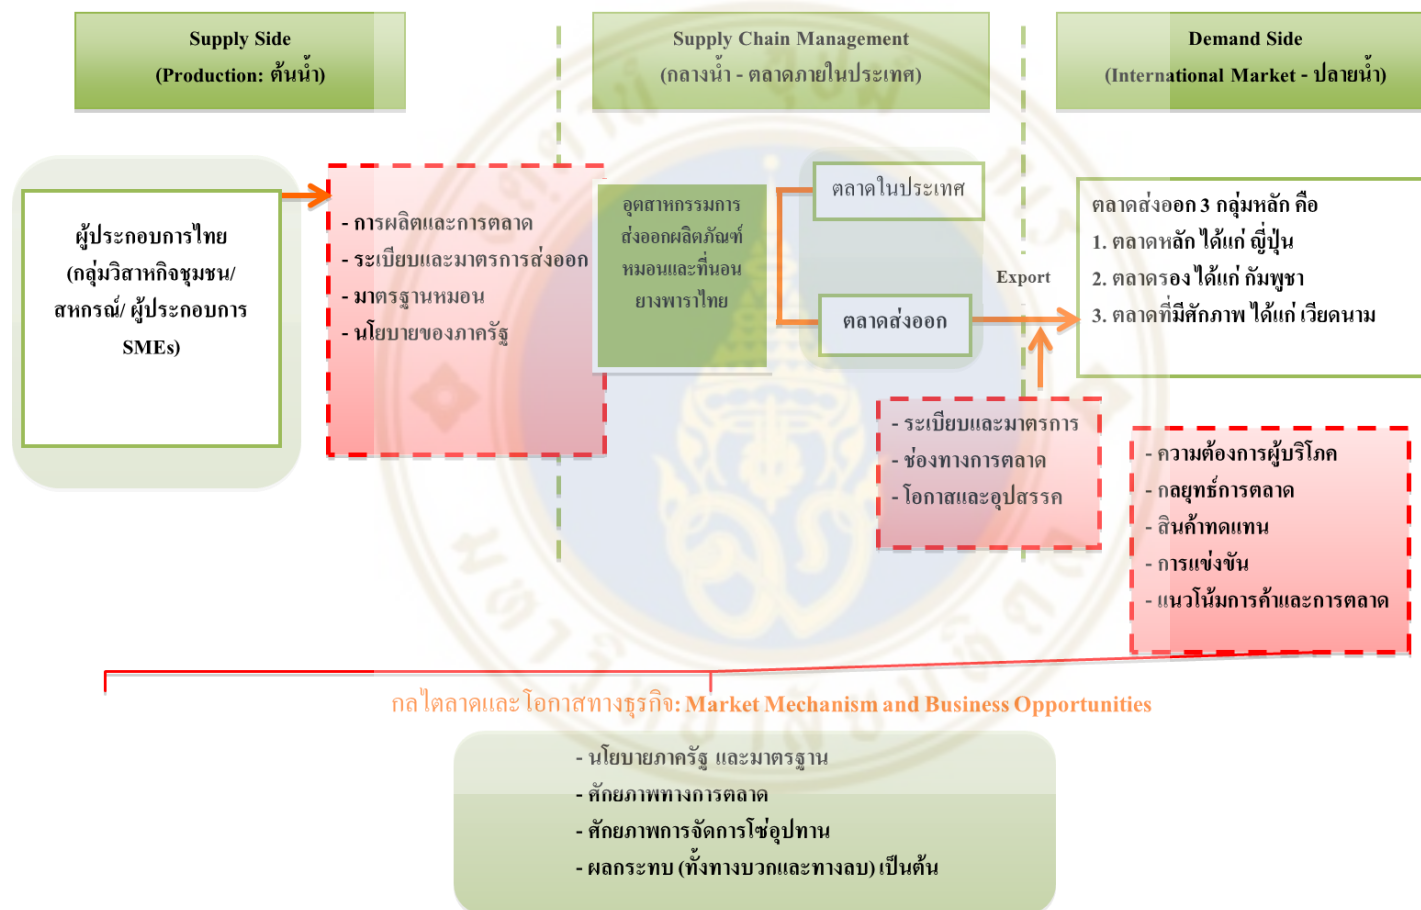 Supply Side
(Production: ต้นน้ำ)
Supply Chain Management
(กลางน้ำ - ตลาดภายในประเทศ)
Demand Side
(International Market - ปลายน้ำ)
ผู้ประกอบการไทย
(กลุ่มวิสาหกิจชุมชน/
สหกรณ์/ ผู้ประกอบการ
SMEs)
- การผลิตและการตลาด
- ระเบียบและมาตรการส่งออก
- มาตรฐานหมอน
- นโยบายของภาครัฐ
อุตสาหกรรมการ
ส่งออกผลิตภัณฑ์
หมอนและที่นอน
ยางพาราไทย
ตลาดในประเทศ
ตลาดส่งออก
Export
ตลาดส่งออก 3 กลุ่มหลัก คือ
1. ตลาดหลัก ได้แก่ ญี่ปุ่น
2. ตลาดรอง ได้แก่ กัมพูชา
3. ตลาดที่มีศักภาพ ได้แก่ เวียดนาม
- ระเบียบและมาตรการ
- ช่องทางการตลาด
- โอกาสและอุปสรรค
- ความต้องการผู้บริโภค
- กลยุทธ์การตลาด
- สินค้าทดแทน
- การแข่งขัน
- แนวโน้มการค้าและการตลาด
กลไตลาดและโอกาสทางธุรกิจ: Market Mechanism and Business Opportunities
- นโยบายภาครัฐ และมาตรฐาน
- ศักยภาพทางการตลาด
- ศักยภาพการจัดการโซ่อุปทาน
- ผลกระทบ (ทั้งทางบวกและทางลบ) เป็นต้น
มหาวิทยาลัยมหิดล